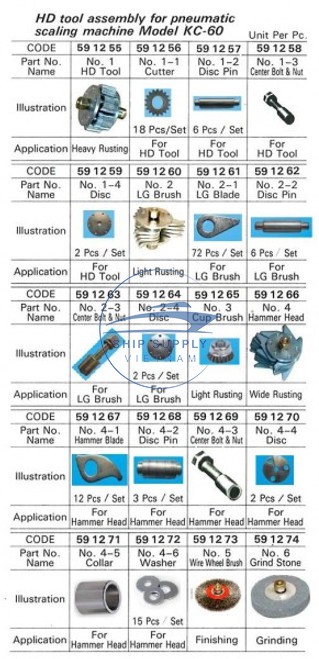 HD tool assembly for pneumatic
scaling machine Model KC-60
Unit Per Pc.
CODE 59 12 55 59 12 56 59 12 57 59 12 58
Part No. No. 1 No. 1-1 No. 1-2 No. 1-3
Name HD Tool Cutter Disc Pin Center Bolt & Nut
Illustration
18 Pcs/Set 6 Pcs / Set
Application Heavy Rusting For HD Tool For HD Tool For HD Tool
CODE 59 12 59 59 12 60 59 12 61 59 12 62
Part No. No. 1-4 No. 2 No. 2-1 No. 2-2
Name Disc LG Brush LG Blade Disc Pin
Illustration
2 Pcs / Set 72 Pcs / Set 6 Pcs / Set
Application For HD Tool Light Rusting For LG Brush For LG Brush
CODE 59 12 63 59 12 64 59 12 65 59 12 66
Part No. No. 2-3 No. 2-4 No. 3 No. 4
Name Center Bolt & Nut Disc Cup Brush Hammer Head
Illustration
SHIP SUPPLY
VIETNAM
2 Pcs / Set
Application For LG Brush For LG Brush Light Rusting Wide Rusting
CODE 59 12 67 59 12 68 59 12 69 59 12 70
Part No. No. 4-1 No. 4-2 No. 4-3 No. 4-4
Name Hammer Blade Disc Pin Center Bolt & Nut Disc
Illustration
12 Pcs / Set 3 Pcs / Set 2 Pcs / Set
Application For Hammer Head For Hammer Head For Hammer Head For Hammer Head
CODE 59 12 71 59 12 72 59 12 73 59 12 74
Part No. No. 4-5 No. 4-6 No. 5 No. 6
Name Collar Washer Wire Wheel Brush Grind Stone
Illustration
15 Pcs / Set
Application For Hammer Head For Hammer Head Finishing Grinding